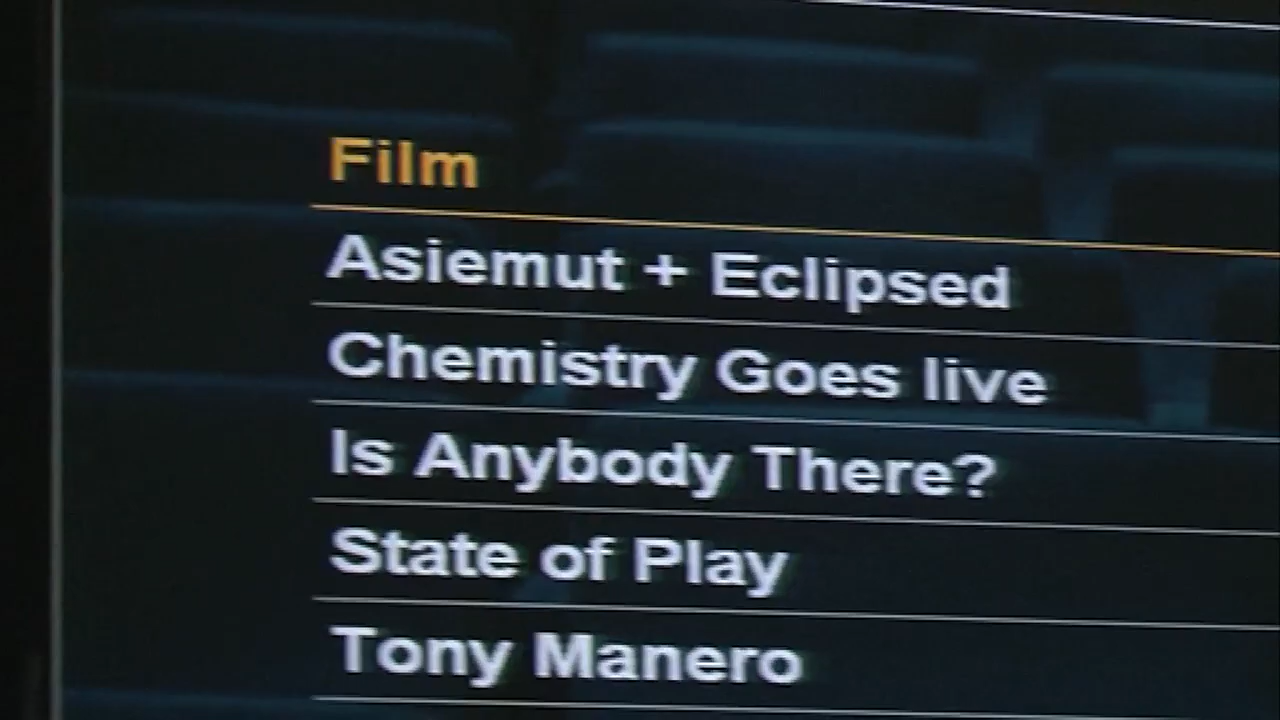 Film
Asiemut + Eclipsed
Chemistry Goes live
Is Anybody There?
State of Play
Tony Manero